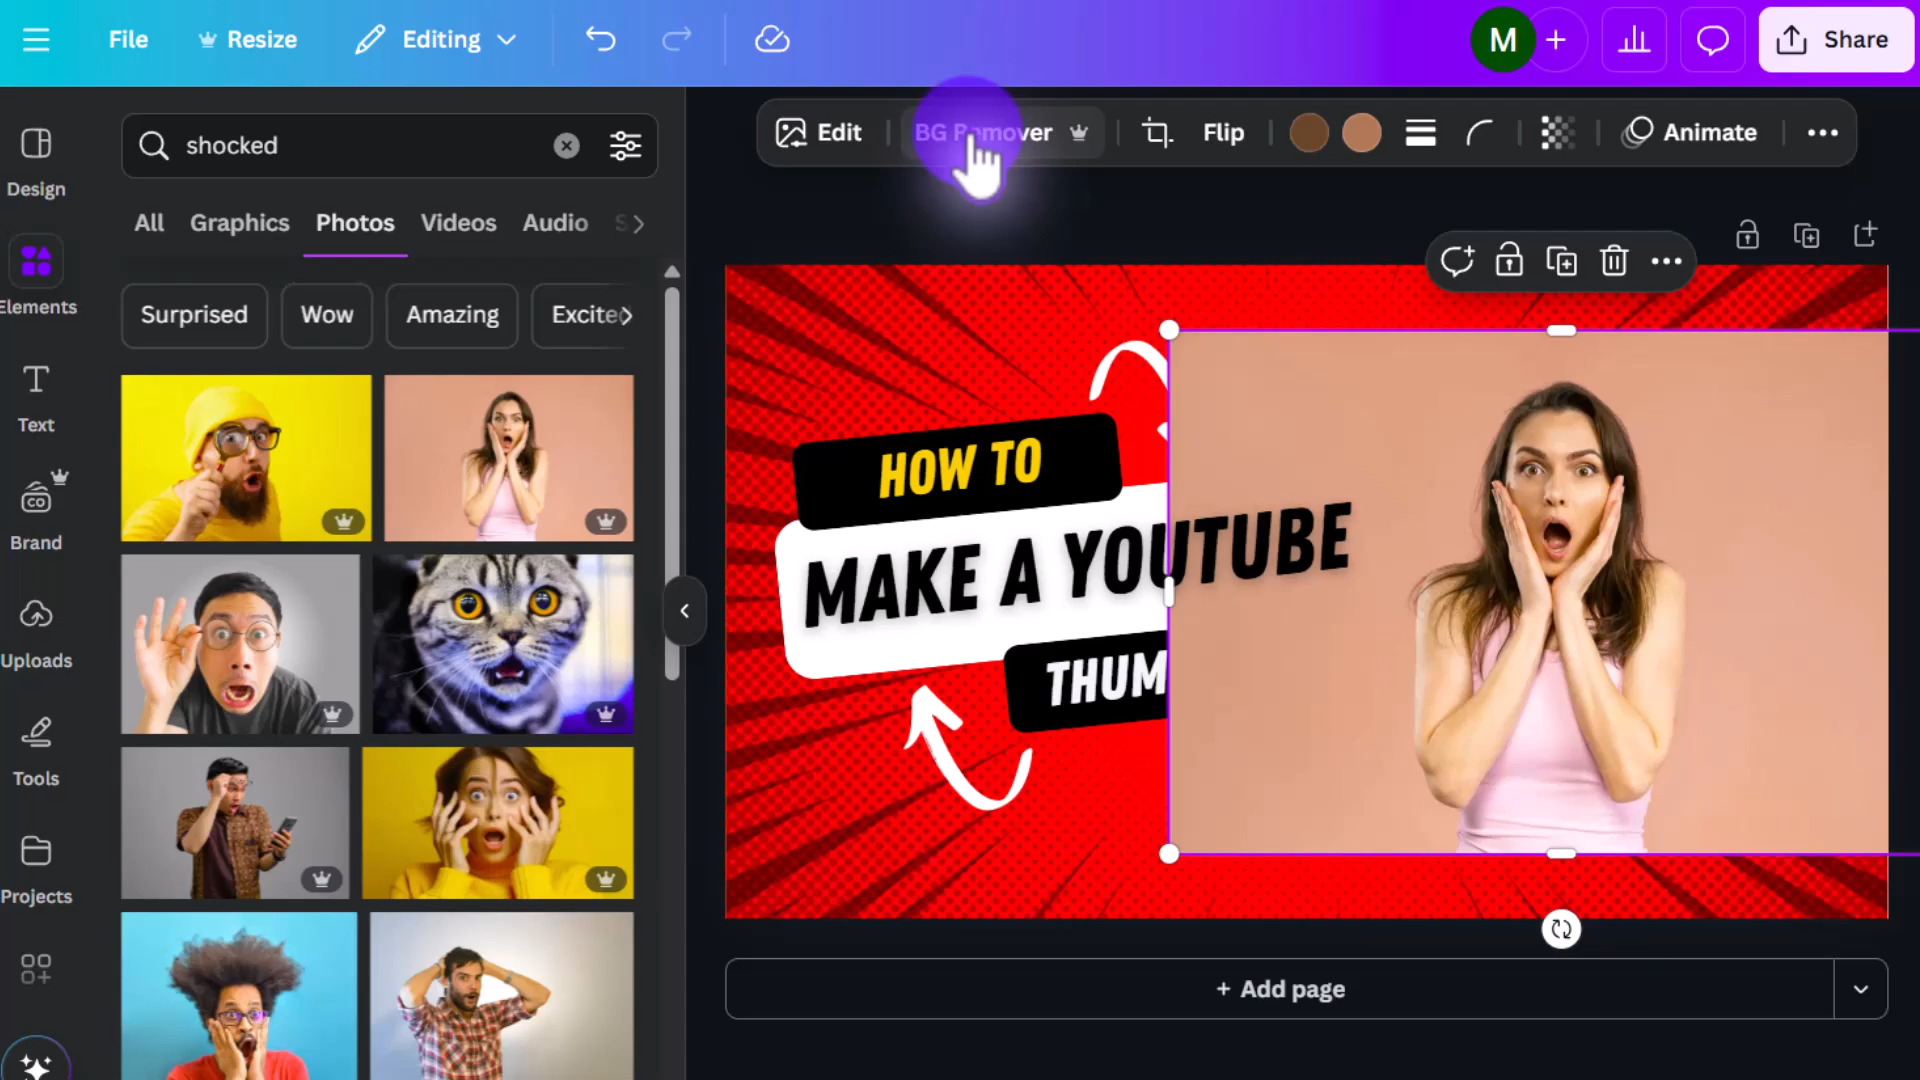 File
Resize
Editing
M
+
Share
Design
Elements
Text
Brand
Uploads
Tools
Projects
shocked
All
Graphics
Photos
Videos
Audio
S
Surprised
Wow
Amazing
Excite
CO
Edit
BG Remover
Flip
Animate
HOW TO
MAKE A YOUTUBE
THUM
+ Add page